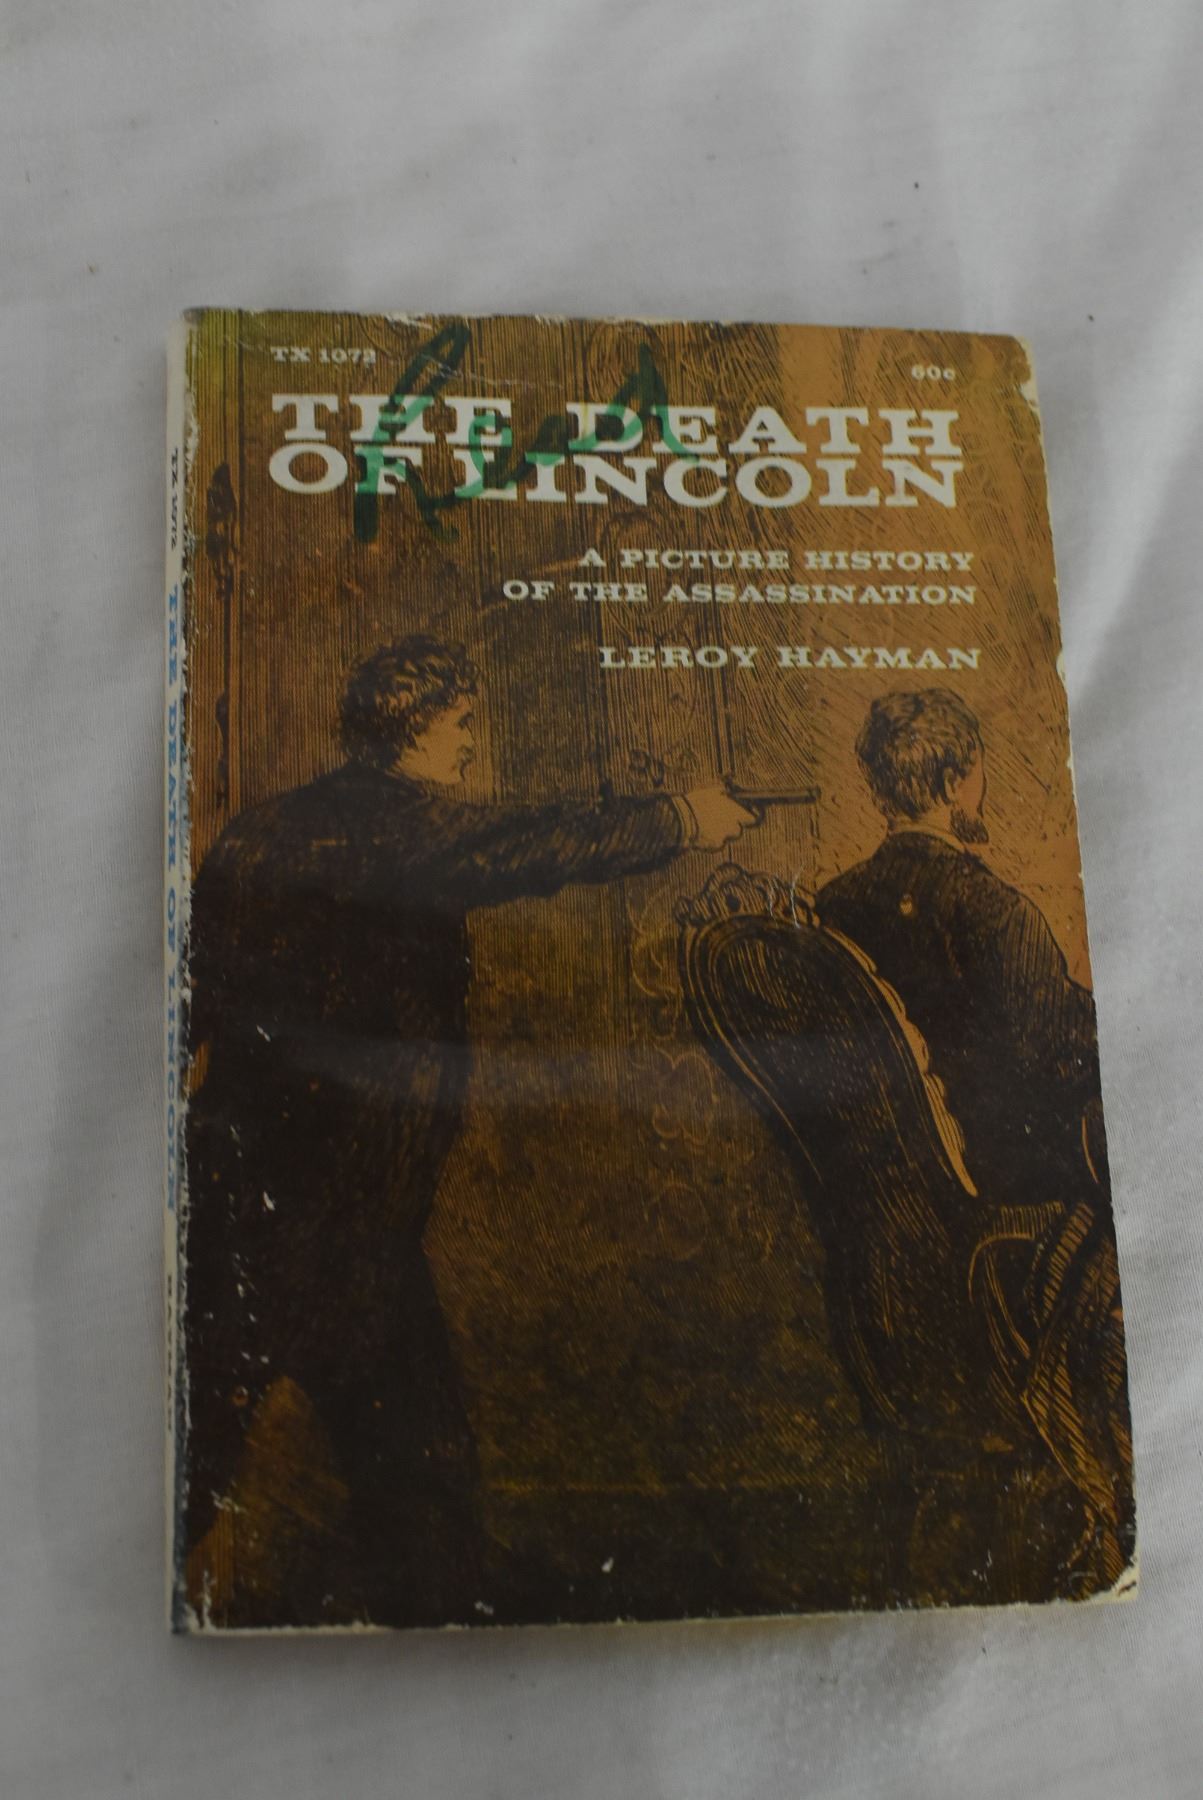 TX 1072
60c
THE DEATH
OF LINCOLN
A PICTURE HISTORY
OF THE ASSASSINATION
LEROY HAYMAN
TX 1072 THE DEATH OF LINCOLN